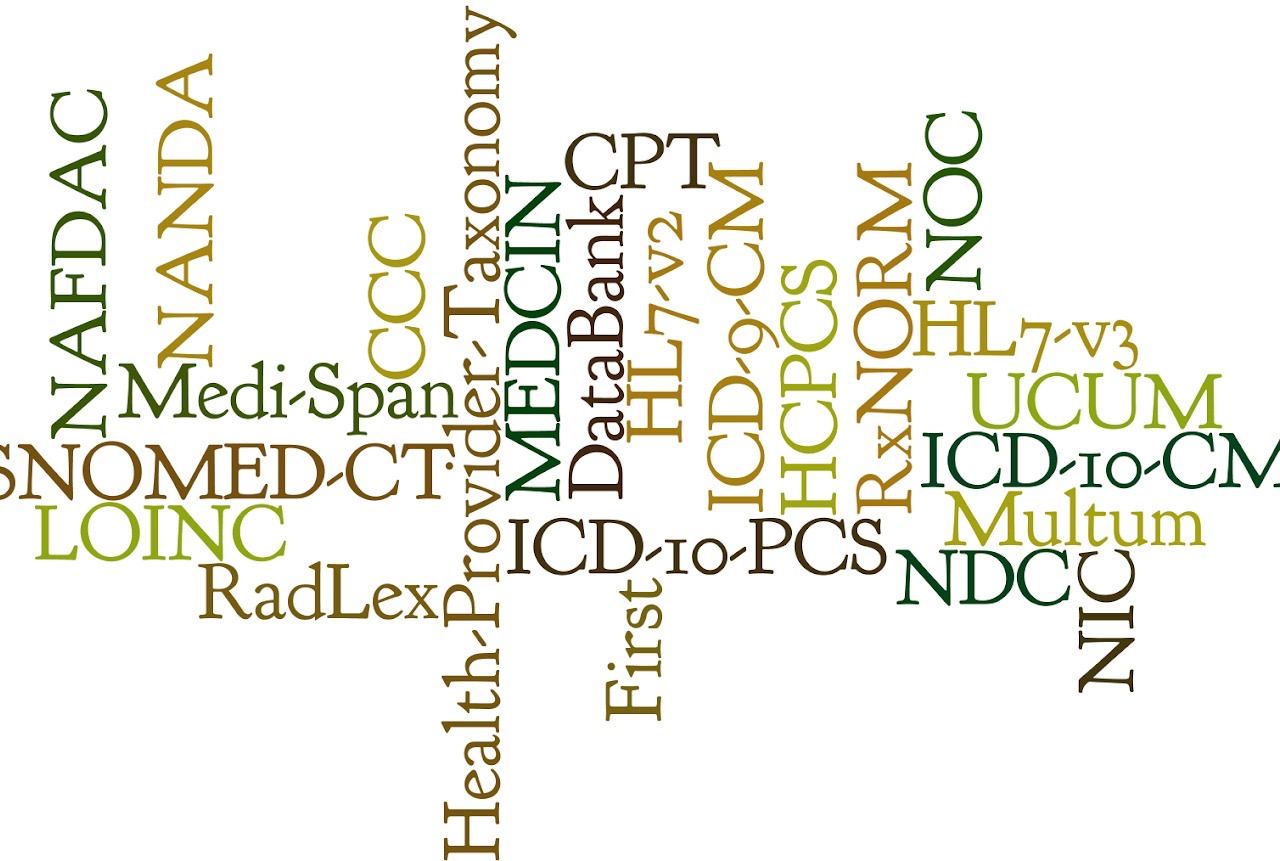 NAFDAC
NANDA
CCC
Health-Provider-Taxonomy
MEDCIN
CPT
DataBank
HL7-v2
ICD-9-CM
HCPCS
RxNORM
NOC
HL7-v3
Medi-Span
UCUM
SNOMED-CT
ICD-10-CM
LOINC
Multum
ICD-10-PCS
RadLex
NDC
NIC
First